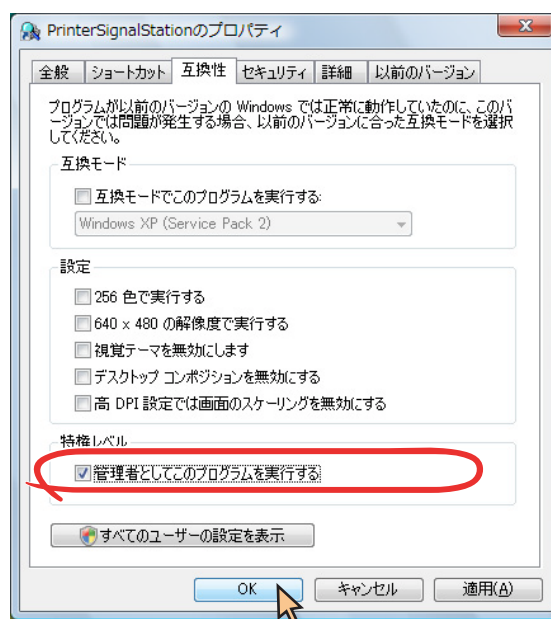 PrinterSignalStationのプロパティ
全般 ショートカット 互換性 セキュリティ 詳細 以前のバージョン
プログラムが以前のバージョンの Windows では正常に動作していたのに、このバ
ージョンでは問題が発生する場合、以前のバージョンに合った互換モードを選択
してください。
互換モード
互換モードでこのプログラムを実行する:
Windows XP (Service Pack 2)
設定
256 色で実行する
640 x 480 の解像度で実行する
視覚テーマを無効にします
デスクトップ コンポジションを無効にする
高 DPI 設定では画面のスケーリングを無効にする
特権レベル
管理者としてこのプログラムを実行する
すべてのユーザーの設定を表示
OK キャンセル 適用(A)